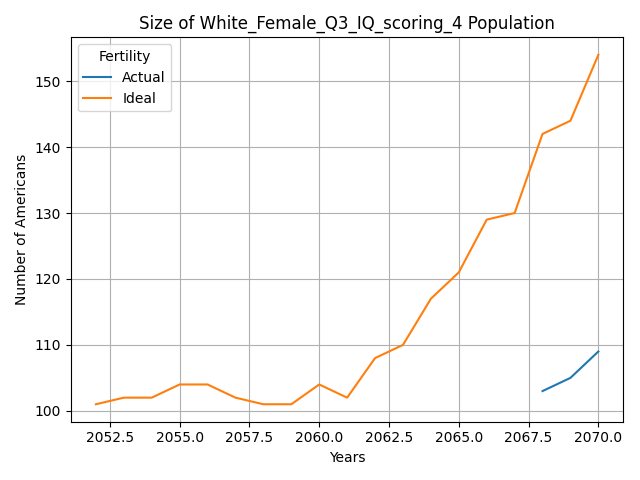 Size of White_Female_Q3_IQ_scoring_4 Population
Fertility
Actual
Ideal
Number of Americans
150
140
130
120
110
100
2052.5 2055.0 2057.5 2060.0 2062.5 2065.0 2067.5 2070.0
Years